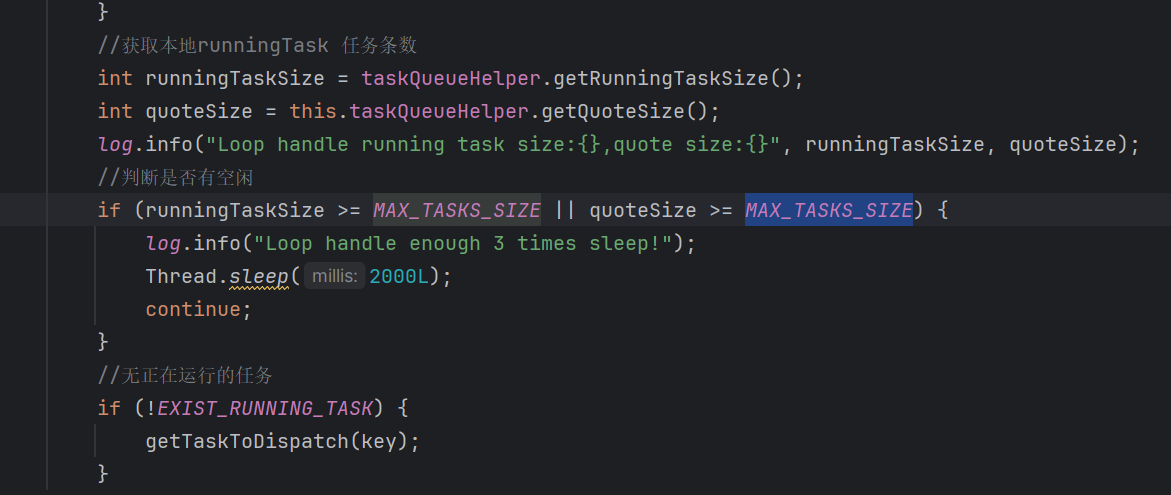 }
//获取本地runningTask 任务条数
int runningTaskSize = taskQueueHelper.getRunningTaskSize();
int quoteSize = this.taskQueueHelper.getQuoteSize();
log.info("Loop handle running task size:{},quote size:{}", runningTaskSize, quoteSize);
//判断是否有空闲
if (runningTaskSize >= MAX_TASKS_SIZE || quoteSize >= MAX_TASKS_SIZE) {
log.info("Loop handle enough 3 times sleep!");
Thread.sleep( millis: 2000L);
continue;
}
//无正在运行的任务
if (!EXIST_RUNNING_TASK) {
getTaskToDispatch(key);
}